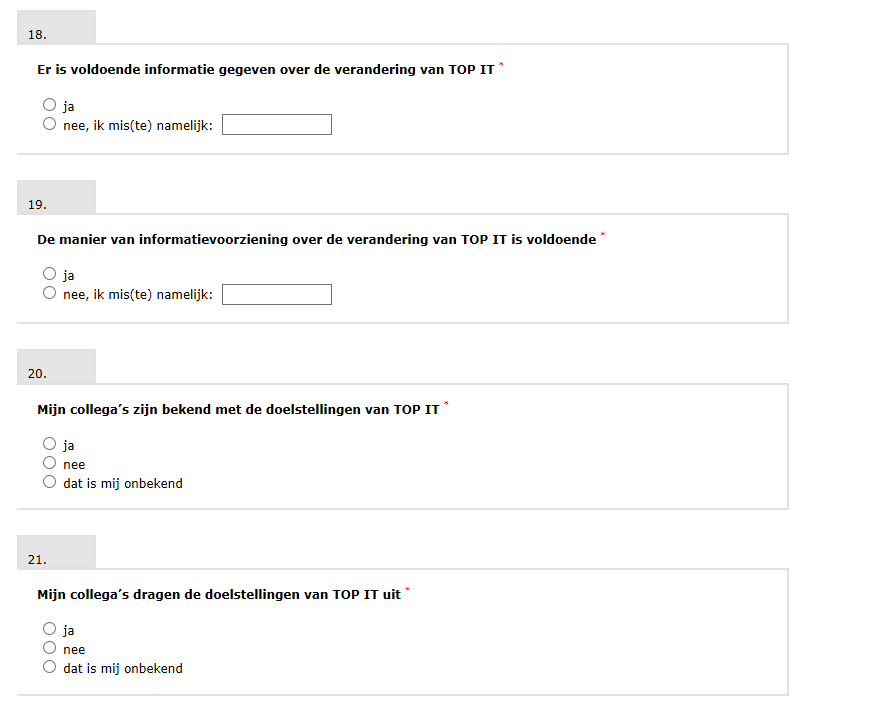 18.
Er is voldoende informatie gegeven over de verandering van TOP IT *
ja
nee, ik mis(te) namelijk:
19.
De manier van informatievoorziening over de verandering van TOP IT is voldoende *
ja
nee, ik mis(te) namelijk:
20.
Mijn collega’s zijn bekend met de doelstellingen van TOP IT *
ja
nee
dat is mij onbekend
21.
Mijn collega’s dragen de doelstellingen van TOP IT uit *
ja
nee
dat is mij onbekend